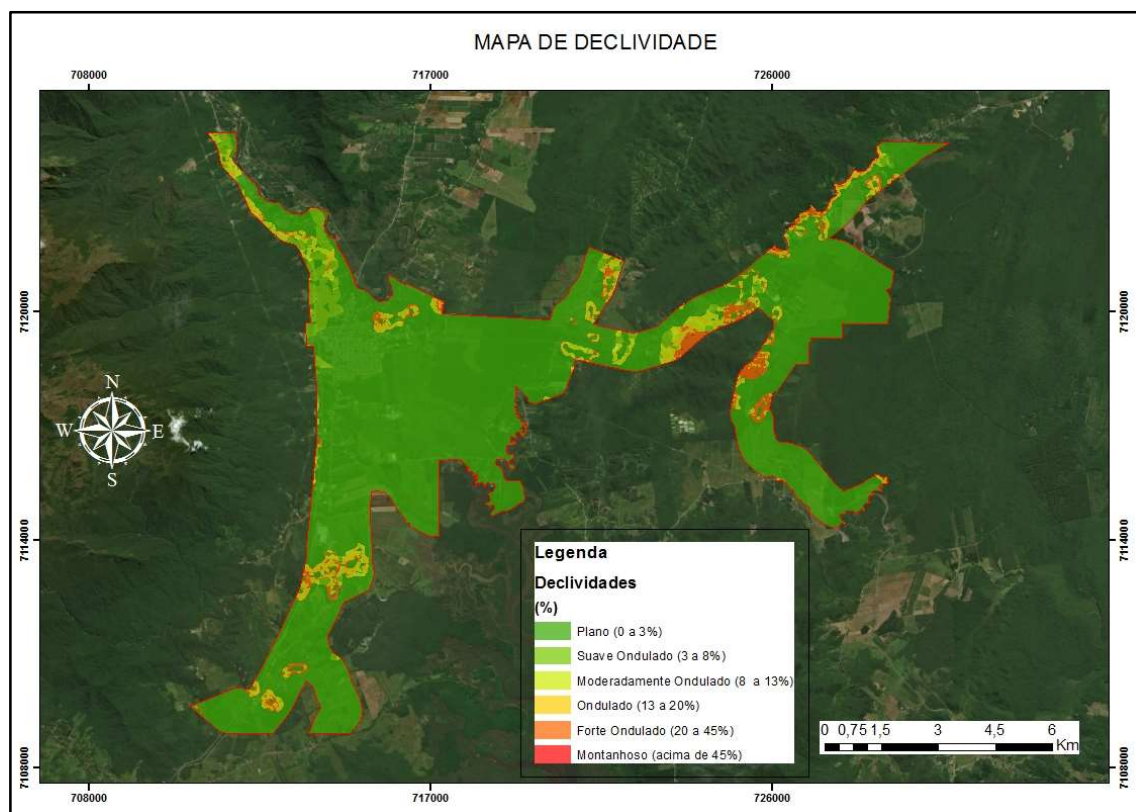 MAPA DE DECLIVIDADE
708000 717000 726000
7120000 7120000
N
W E
S
7114000 7114000
Legenda
Declividades
(%)
Plano (0 a 3%)
Suave Ondulado (3 a 8%)
Moderadamente Ondulado (8 a 13%)
Ondulado (13 a 20%)
Forte Ondulado (20 a 45%)
Montanhoso (acima de 45%)
0 0,75 1,5 3 4,5 6
Km
7108000 7108000
708000 717000 726000